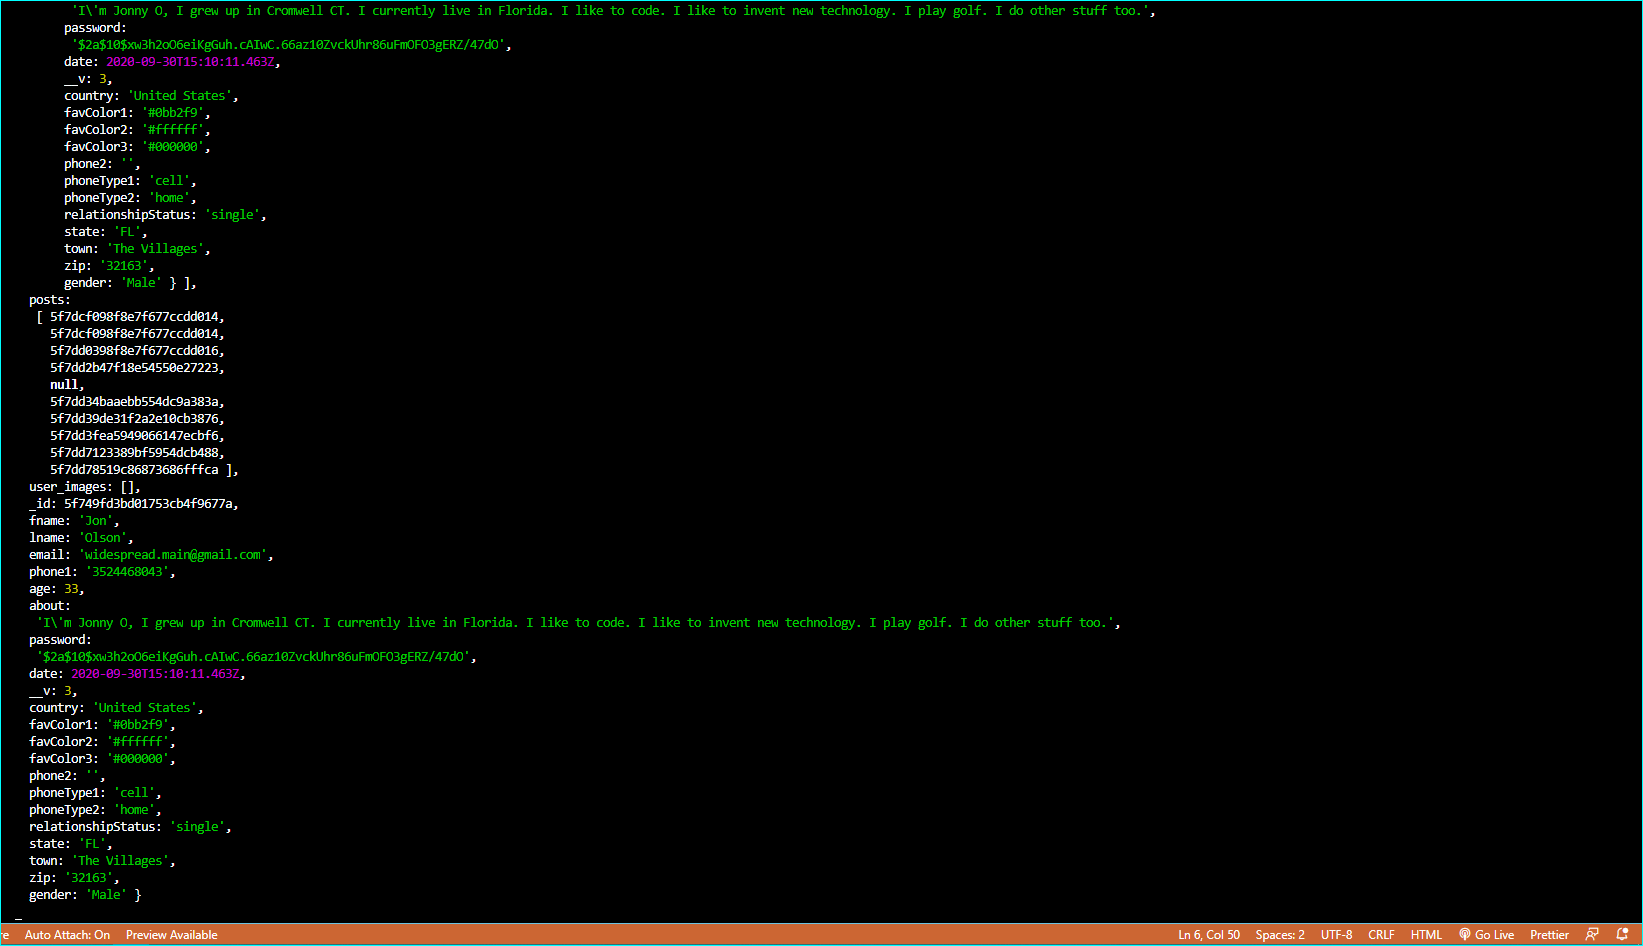 'I\'m Jonny O, I grew up in Cromwell CT. I currently live in Florida. I like to code. I like to invent new technology. I play golf. I do other stuff too.',
password:
'$2a$10$xw3h2oO6eiKgGuh.cAIwC.66az10ZvckUhr86uFmOFO3gERZ/47dO',
date: 2020-09-30T15:10:11.463Z,
__v: 3,
country: 'United States',
favColor1: '#0bb2f9',
favColor2: '#ffffff',
favColor3: '#000000',
phone2: '',
phoneType1: 'cell',
phoneType2: 'home',
relationshipStatus: 'single',
state: 'FL',
town: 'The Villages',
zip: '32163',
gender: 'Male' } ],
posts:
[ 5f7dcf098f8e7f677ccdd014,
5f7dcf098f8e7f677ccdd014,
5f7dd0398f8e7f677ccdd016,
5f7dd2b47f18e54550e27223,
null,
5f7dd34baaebb554dc9a383a,
5f7dd39de31f2a2e10cb3876,
5f7dd3fea5949066147ecbf6,
5f7dd7123389bf5954dcb488,
5f7dd78519c86873686fffca ],
user_images: [],
_id: 5f749fd3bd01753cb4f9677a,
fname: 'Jon',
lname: 'Olson',
email: 'widespread.main@gmail.com',
phone1: '3524468043',
age: 33,
about:
'I\'m Jonny O, I grew up in Cromwell CT. I currently live in Florida. I like to code. I like to invent new technology. I play golf. I do other stuff too.',
password:
'$2a$10$xw3h2oO6eiKgGuh.cAIwC.66az10ZvckUhr86uFmOFO3gERZ/47dO',
date: 2020-09-30T15:10:11.463Z,
__v: 3,
country: 'United States',
favColor1: '#0bb2f9',
favColor2: '#ffffff',
favColor3: '#000000',
phone2: '',
phoneType1: 'cell',
phoneType2: 'home',
relationshipStatus: 'single',
state: 'FL',
town: 'The Villages',
zip: '32163',
gender: 'Male' }
re Auto Attach: On Preview Available Ln 6, Col 50 Spaces: 2 UTF-8 CRLF HTML Go Live Prettier